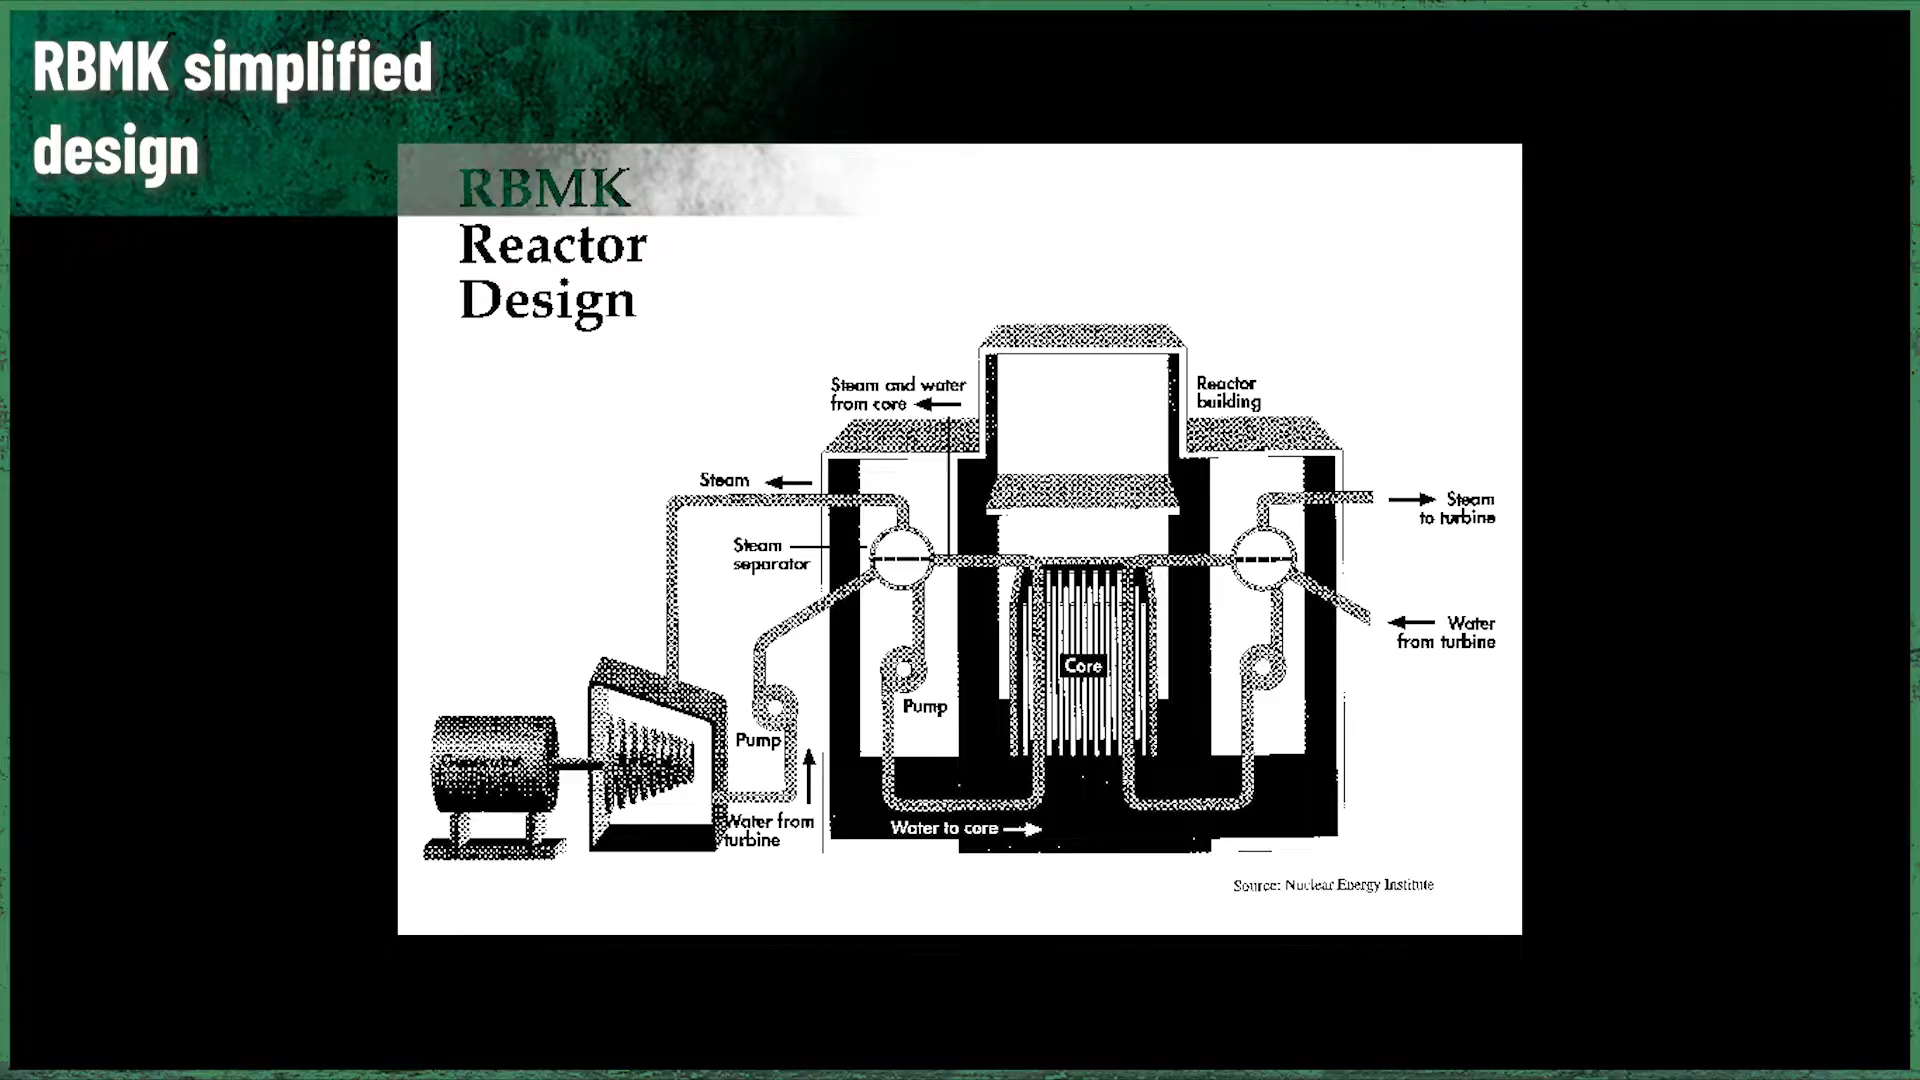 RBMK simplified
design
RBMK
Reactor
Design
Steam and water
from core
Reactor
building
Steam
Steam
to turbine
Steam
separator
Water
from turbine
Core
Pump
Pump
Water from
turbine
Water to core
Source: Nuclear Energy Institute